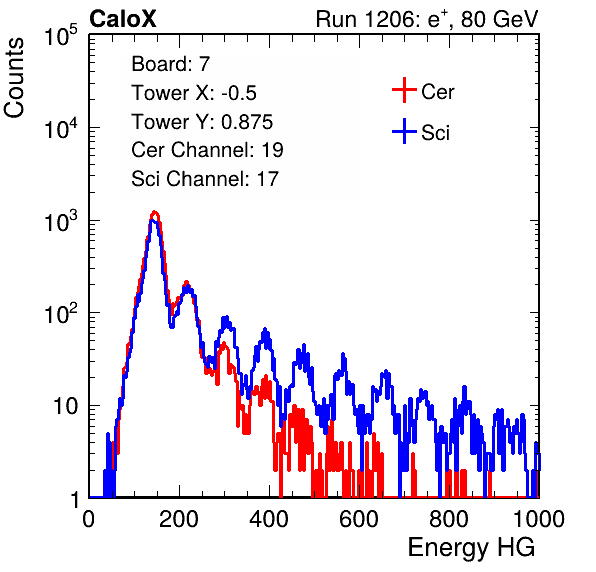 CaloX Run 1206: e⁺, 80 GeV
Counts
10⁵
10⁴
10³
10²
10
1
Board: 7
Tower X: -0.5
Tower Y: 0.875
Cer Channel: 19
Sci Channel: 17
Cer
Sci
0 200 400 600 800 1000
Energy HG